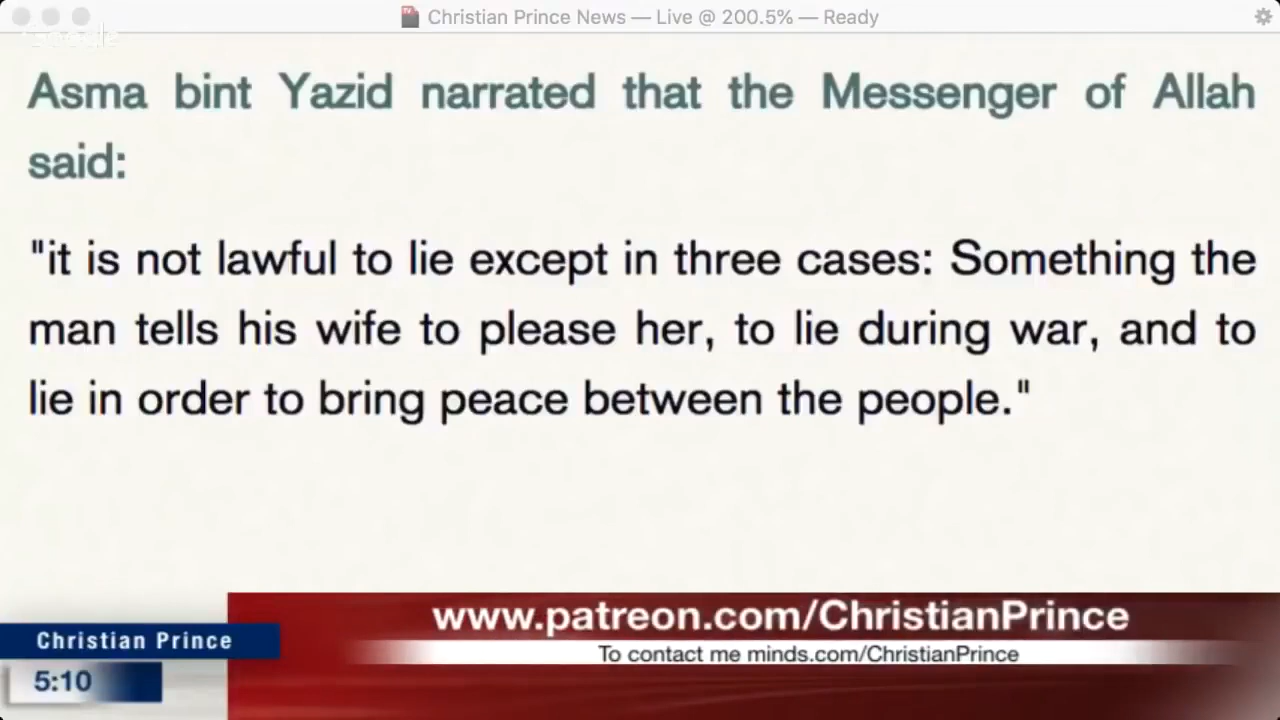 Christian Prince News — Live @ 200.5% — Ready
Asma bint Yazid narrated that the Messenger of Allah
said:
"it is not lawful to lie except in three cases: Something the
man tells his wife to please her, to lie during war, and to
lie in order to bring peace between the people."
www.patreon.com/ChristianPrince
Christian Prince
To contact me minds.com/ChristianPrince
5:10